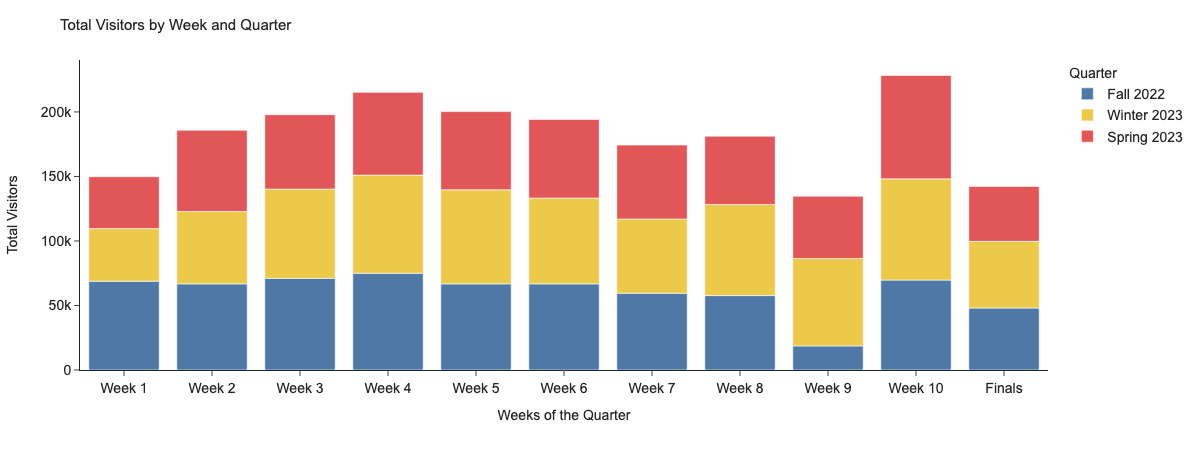 Total Visitors by Week and Quarter
Total Visitors
200k
150k
100k
50k
0
Week 1 Week 2 Week 3 Week 4 Week 5 Week 6 Week 7 Week 8 Week 9 Week 10 Finals
Weeks of the Quarter
Quarter
Fall 2022
Winter 2023
Spring 2023